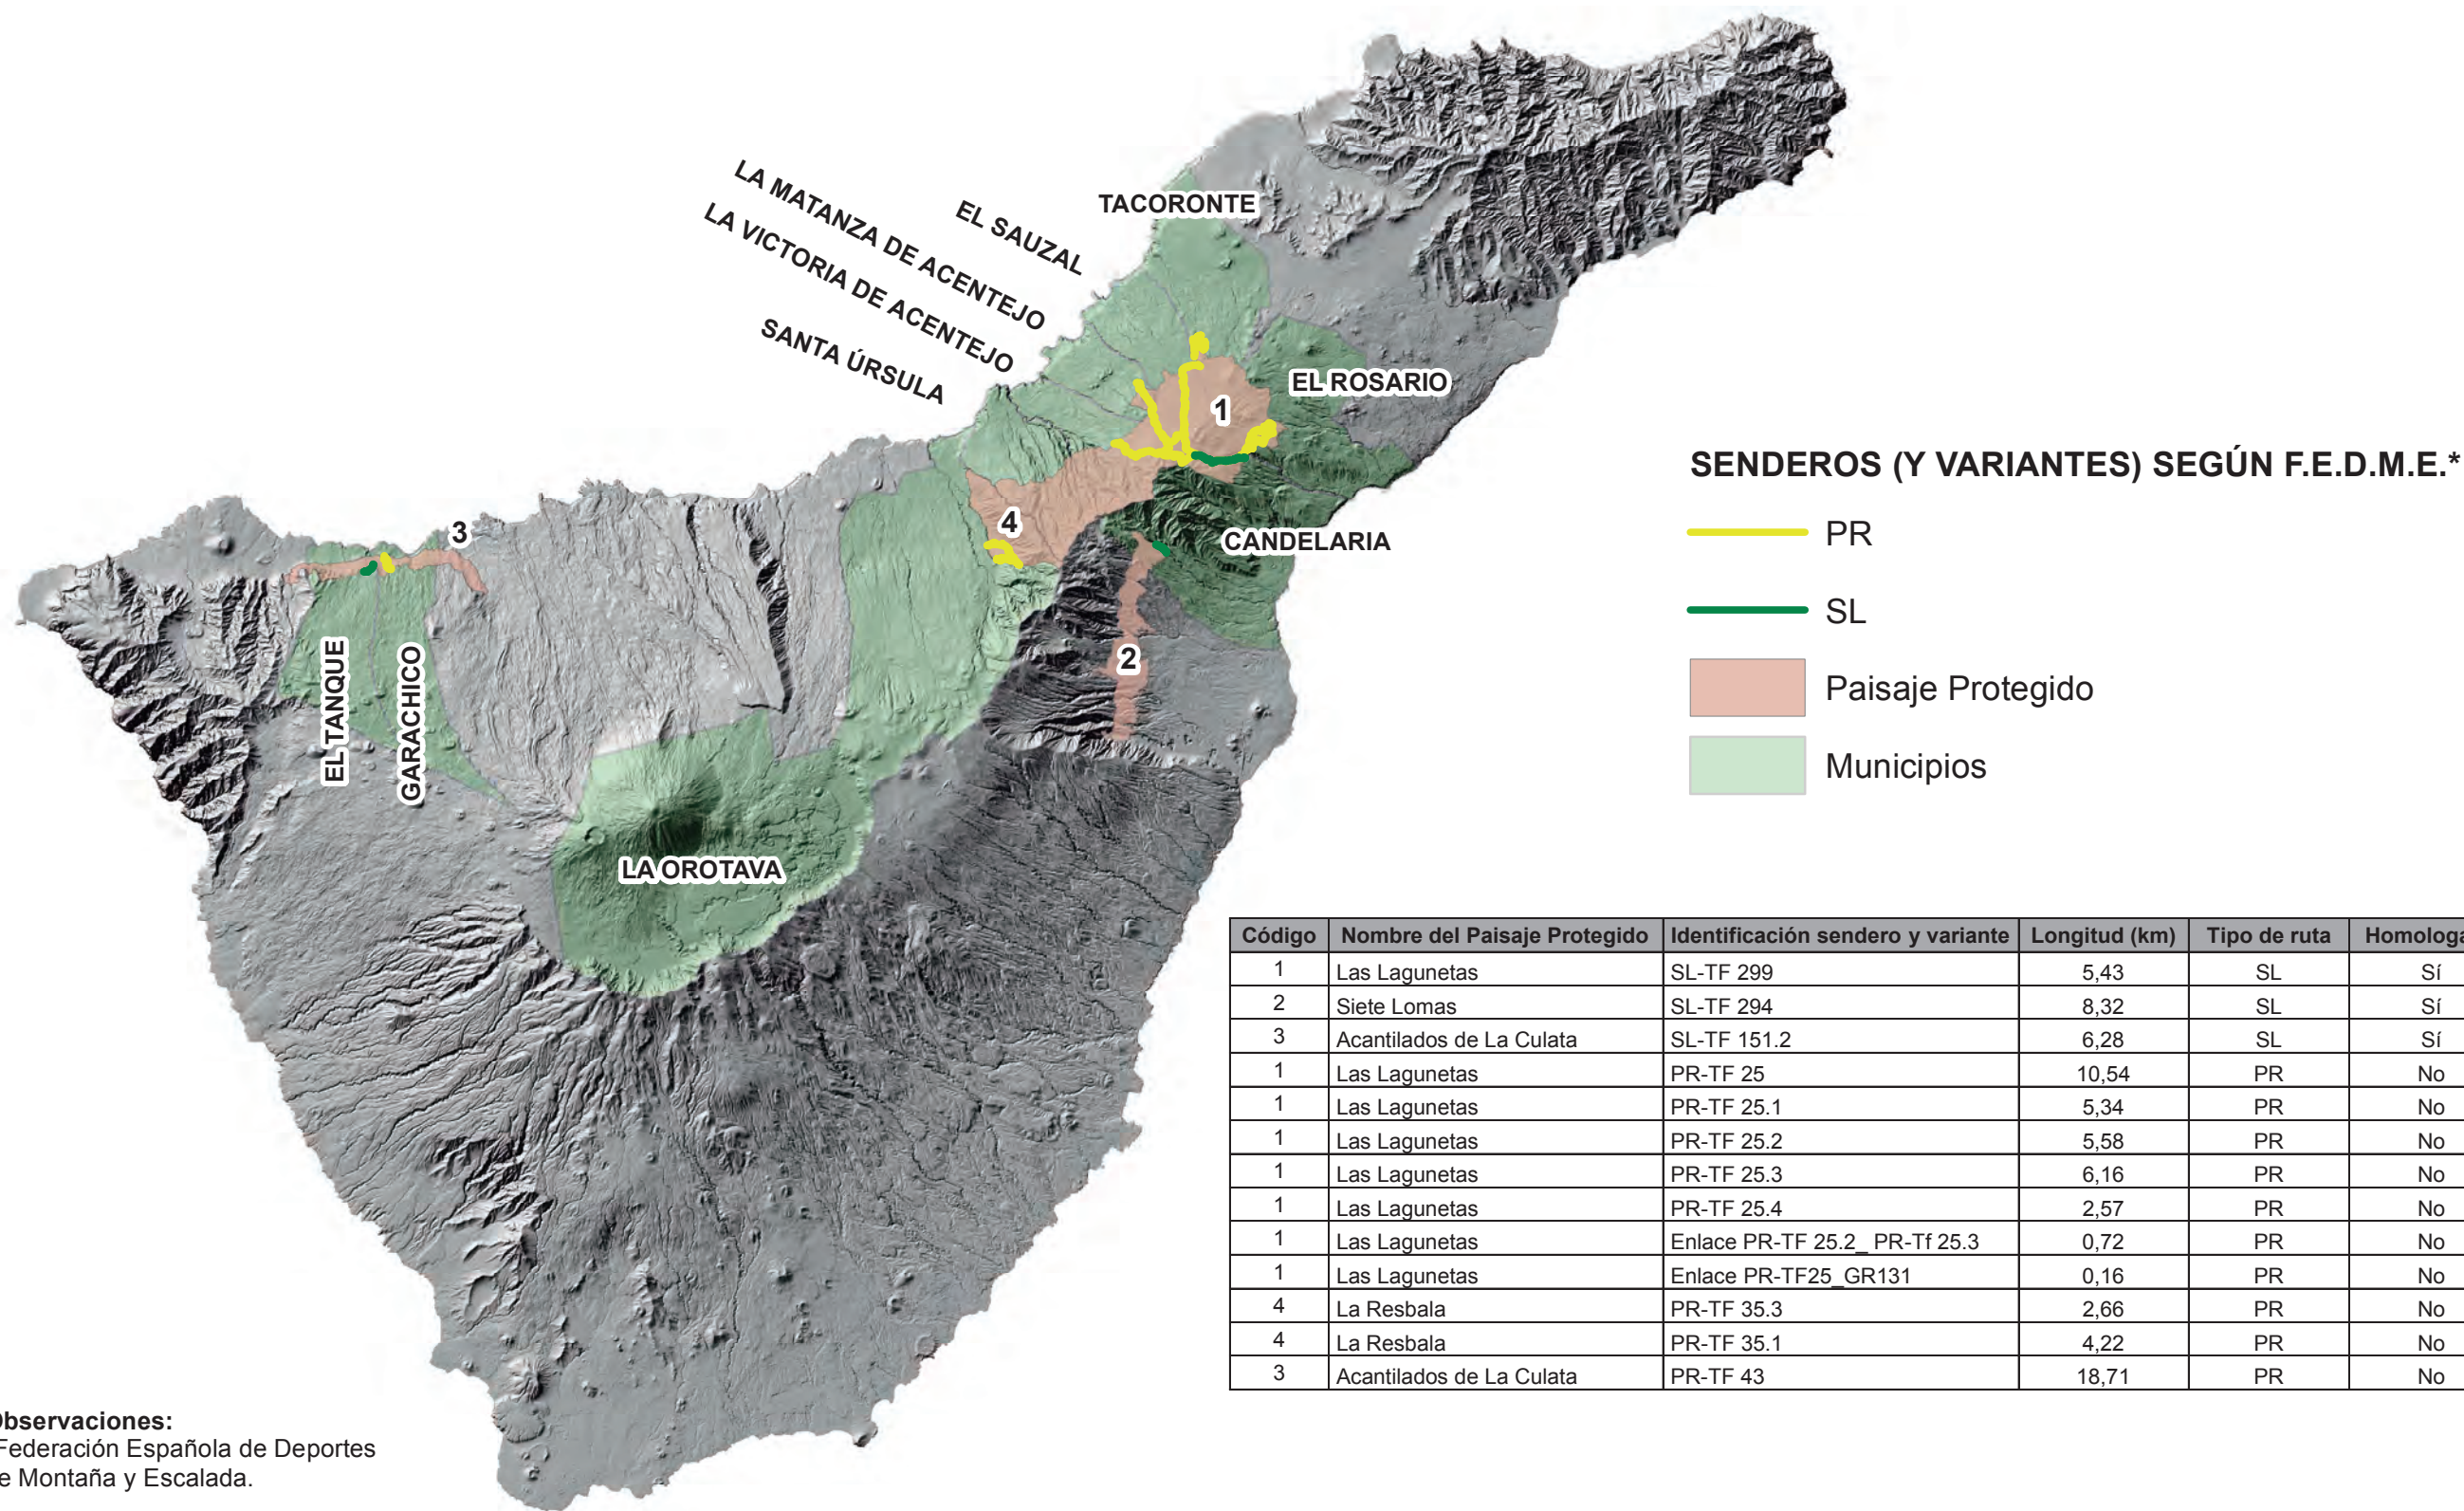 TACORONTE
EL SAUZAL
LA MATANZA DE ACENTEJO
LA VICTORIA DE ACENTEJO
SANTA ÚRSULA
EL ROSARIO
1
4
CANDELARIA
3
2
EL TANQUE
GARACHICO
LA OROTAVA
SENDEROS (Y VARIANTES) SEGÚN F.E.D.M.E.*
PR
SL
Paisaje Protegido
Municipios
Código Nombre del Paisaje Protegido Identificación sendero y variante Longitud (km) Tipo de ruta Homologa
1 Las Lagunetas SL-TF 299 5,43 SL Sí
2 Siete Lomas SL-TF 294 8,32 SL Sí
3 Acantilados de La Culata SL-TF 151.2 6,28 SL Sí
1 Las Lagunetas PR-TF 25 10,54 PR No
1 Las Lagunetas PR-TF 25.1 5,34 PR No
1 Las Lagunetas PR-TF 25.2 5,58 PR No
1 Las Lagunetas PR-TF 25.3 6,16 PR No
1 Las Lagunetas PR-TF 25.4 2,57 PR No
1 Las Lagunetas Enlace PR-TF 25.2_ PR-Tf 25.3 0,72 PR No
1 Las Lagunetas Enlace PR-TF25_GR131 0,16 PR No
4 La Resbala PR-TF 35.3 2,66 PR No
4 La Resbala PR-TF 35.1 4,22 PR No
3 Acantilados de La Culata PR-TF 43 18,71 PR No
Observaciones:
Federación Española de Deportes
e Montaña y Escalada.